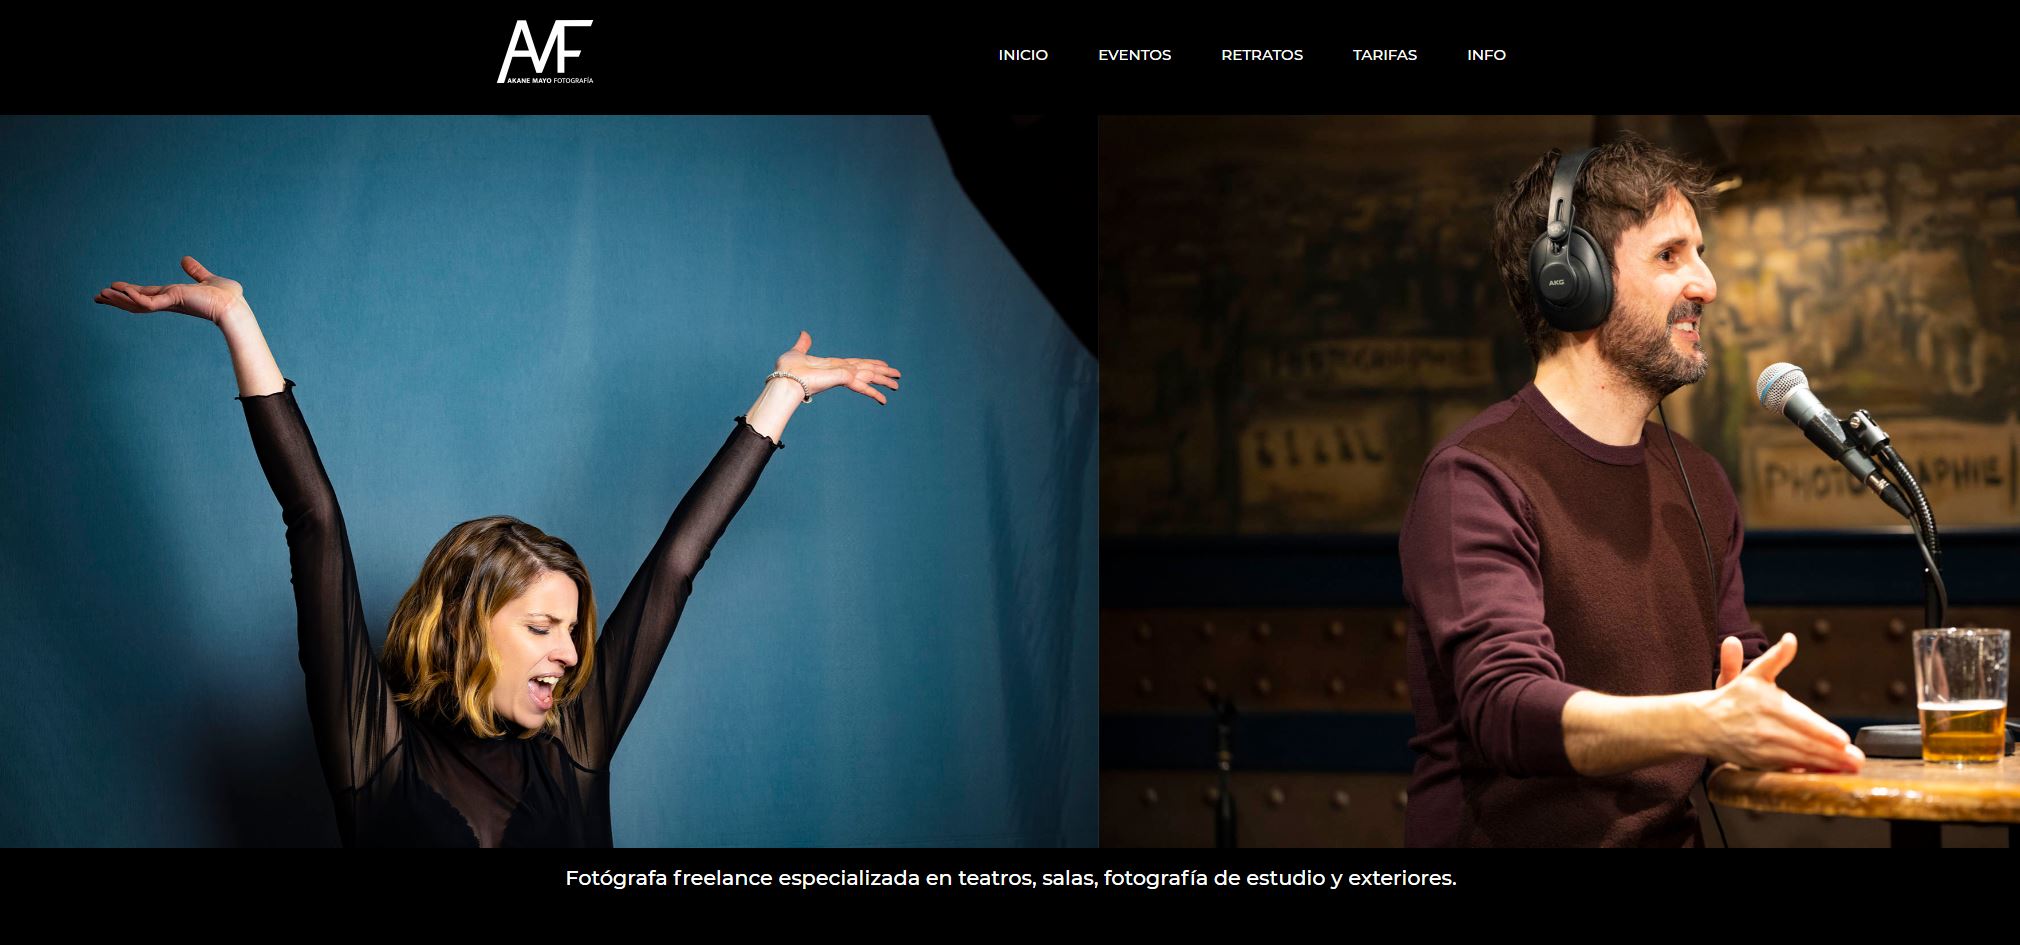 AMF
AKANE MAYO FOTOGRAFÍA
INICIO
EVENTOS
RETRATOS
TARIFAS
INFO
AKG
PHOTOGRAPHIE
PHOTOGRAPHIE
Fotógrafa freelance especializada en teatros, salas, fotografía de estudio y exteriores.